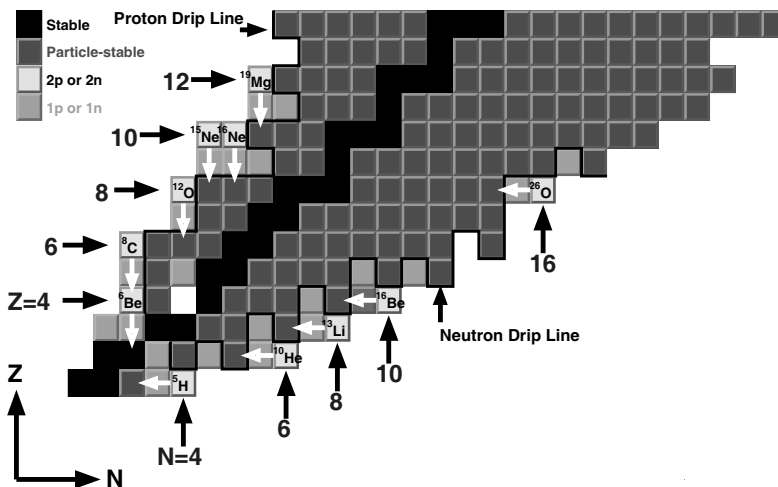 Stable
Particle-stable
2p or 2n
1p or 1n
Proton Drip Line
12
¹⁹Mg
10
¹⁵Ne
¹⁶Ne
8
¹²O
²⁶O
16
6
⁸C
Z=4
⁶Be
¹⁶Be
10
Neutron Drip Line
¹³Li
8
¹⁰He
6
⁵H
N=4
Z
N